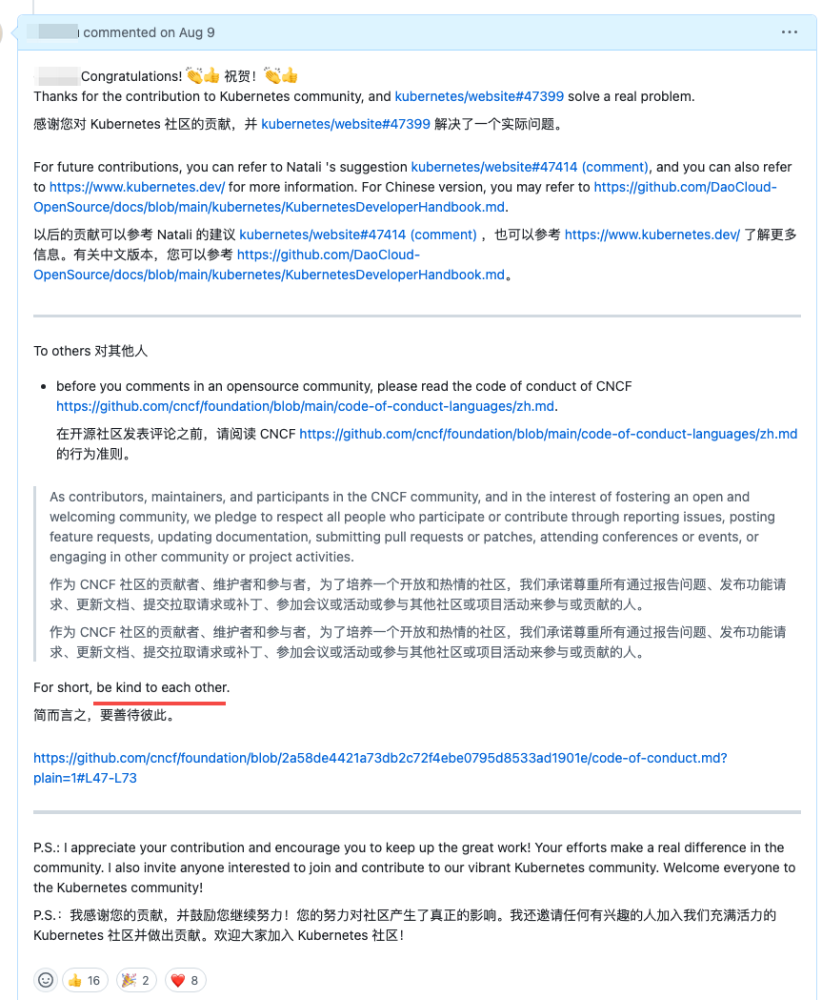 commented on Aug 9
Congratulations! 👏👍 祝贺！👏👍
Thanks for the contribution to Kubernetes community, and kubernetes/website#47399 solve a real problem.
感谢您对 Kubernetes 社区的贡献，并 kubernetes/website#47399 解决了一个实际问题。
For future contributions, you can refer to Natali 's suggestion kubernetes/website#47414 (comment), and you can also refer
to https://www.kubernetes.dev/ for more information. For Chinese version, you may refer to https://github.com/DaoCloud-
OpenSource/docs/blob/main/kubernetes/KubernetesDeveloperHandbook.md.
以后的贡献可以参考 Natali 的建议 kubernetes/website#47414 (comment) ，也可以参考 https://www.kubernetes.dev/ 了解更多
信息。有关中文版本，您可以参考 https://github.com/DaoCloud-
OpenSource/docs/blob/main/kubernetes/KubernetesDeveloperHandbook.md。
To others 对其他人
• before you comments in an opensource community, please read the code of conduct of CNCF
https://github.com/cncf/foundation/blob/main/code-of-conduct-languages/zh.md.
在开源社区发表评论之前，请阅读 CNCF https://github.com/cncf/foundation/blob/main/code-of-conduct-languages/zh.md
的行为准则。
As contributors, maintainers, and participants in the CNCF community, and in the interest of fostering an open and
welcoming community, we pledge to respect all people who participate or contribute through reporting issues, posting
feature requests, updating documentation, submitting pull requests or patches, attending conferences or events, or
engaging in other community or project activities.
作为 CNCF 社区的贡献者、维护者和参与者，为了培养一个开放和热情的社区，我们承诺尊重所有通过报告问题、发布功能请
求、更新文档、提交拉取请求或补丁、参加会议或活动或参与其他社区或项目活动来参与或贡献的人。
作为 CNCF 社区的贡献者、维护者和参与者，为了培养一个开放和热情的社区，我们承诺尊重所有通过报告问题、发布功能请
求、更新文档、提交拉取请求或补丁、参加会议或活动或参与其他社区或项目活动来参与或贡献的人。
For short, be kind to each other.
简而言之，要善待彼此。
https://github.com/cncf/foundation/blob/2a58de4421a73db2c72f4ebe0795d8533ad1901e/code-of-conduct.md?
plain=1#L47-L73
P.S.: I appreciate your contribution and encourage you to keep up the great work! Your efforts make a real difference in the
community. I also invite anyone interested to join and contribute to our vibrant Kubernetes community. Welcome everyone to
the Kubernetes community!
P.S.：我感谢您的贡献，并鼓励您继续努力！您的努力对社区产生了真正的影响。我还邀请任何有兴趣的人加入我们充满活力的
Kubernetes 社区并做出贡献。欢迎大家加入 Kubernetes 社区！
👍 16 🎉 2 ❤️ 8